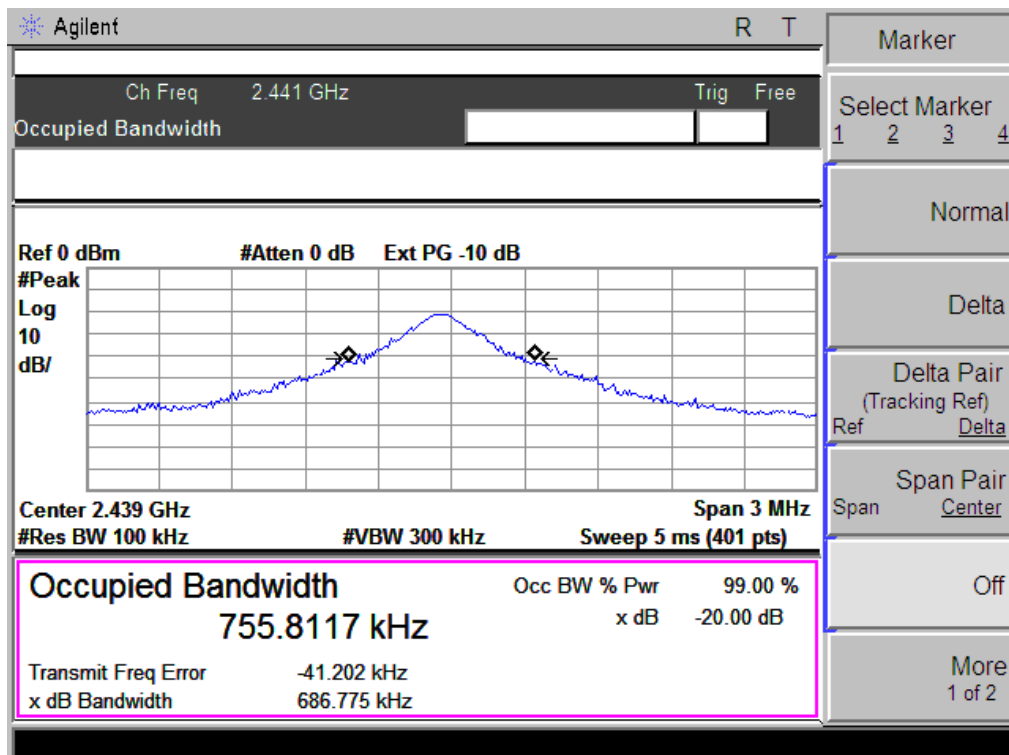 Agilent R T
Marker
Ch Freq 2.441 GHz Trig Free
Occupied Bandwidth
Select Marker
1 2 3 4
Normal
Delta
Delta Pair
(Tracking Ref)
Ref Delta
Span Pair
Span Center
Off
More
1 of 2
Ref 0 dBm #Atten 0 dB Ext PG -10 dB
#Peak
Log
10
dB/
Center 2.439 GHz Span 3 MHz
#Res BW 100 kHz #VBW 300 kHz Sweep 5 ms (401 pts)
Occupied Bandwidth Occ BW % Pwr 99.00 %
755.8117 kHz x dB -20.00 dB
Transmit Freq Error -41.202 kHz
x dB Bandwidth 686.775 kHz